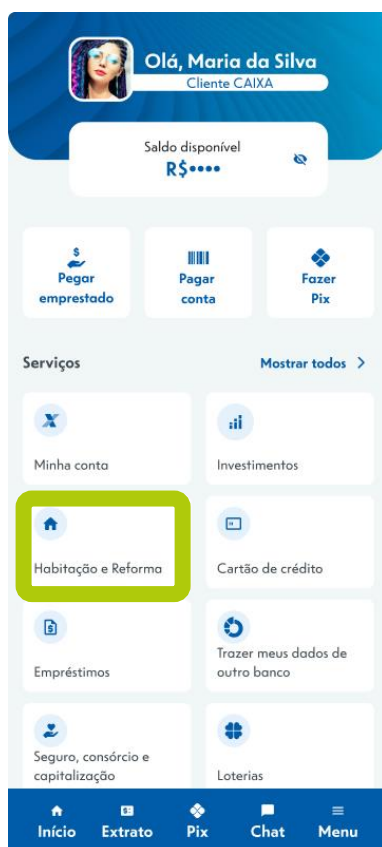 Olá, Maria da Silva
Cliente CAIXA
Saldo disponível
R$••••
Pegar
emprestado
Pagar
conta
Fazer
Pix
Serviços
Mostrar todos >
Minha conta
Investimentos
Habitação e Reforma
Cartão de crédito
Empréstimos
Trazer meus dados de
outro banco
Seguro, consórcio e
capitalização
Loterias
Início
Extrato
Pix
Chat
Menu